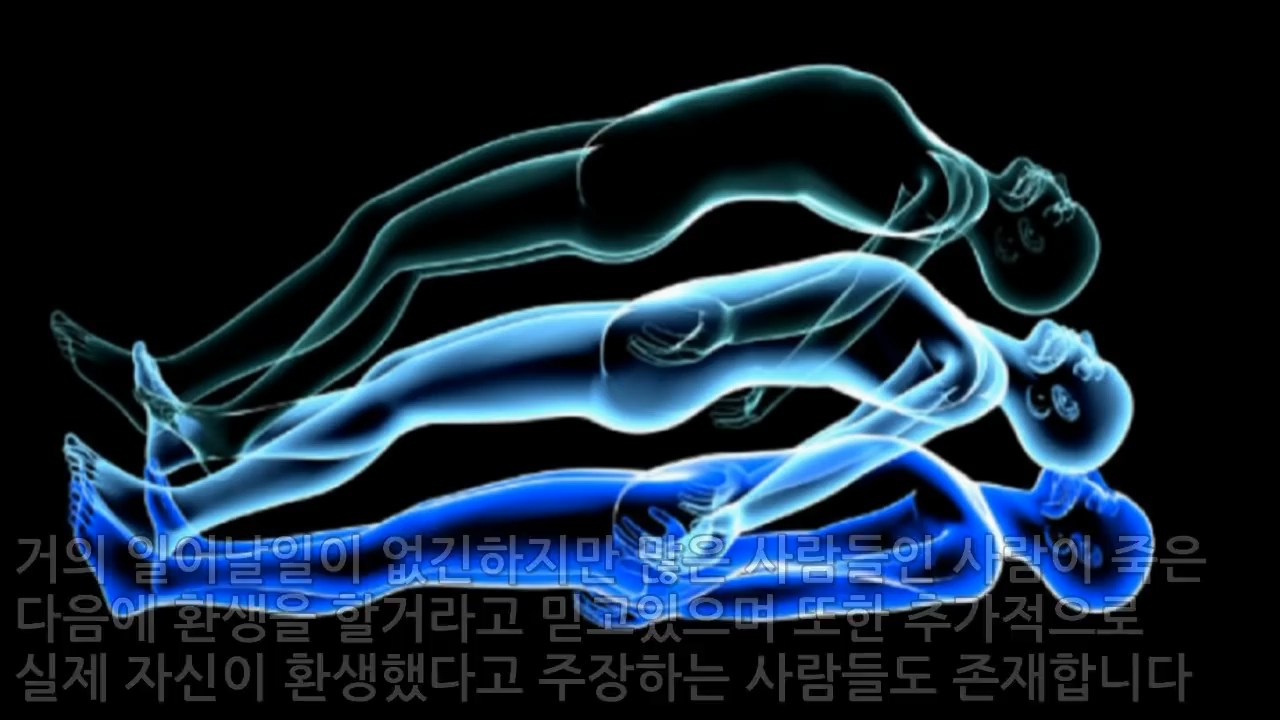 거의 일어날일이 없긴하지만 많은 사람들인 사람이 죽은
다음에 환생을 할거라고 믿고있으며 또한 추가적으로
실제 자신이 환생했다고 주장하는 사람들도 존재합니다